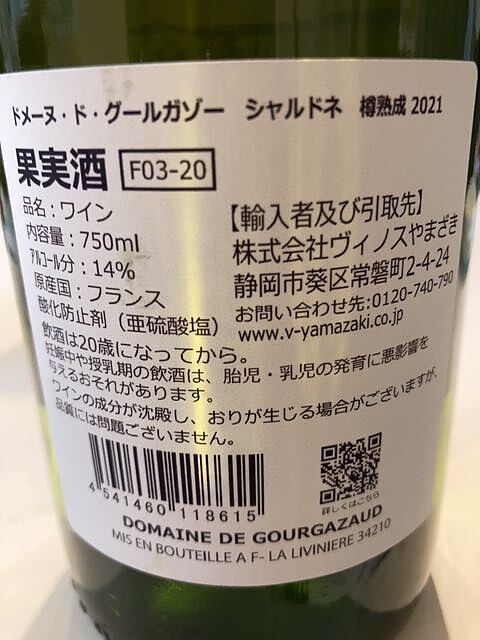 ドメーヌ・ド・グールガゾー　シャルドネ　樽熟成 2021
果実酒 F03-20
品名：ワイン
内容量：750ml
アルコール分：14%
原産国：フランス
酸化防止剤（亜硫酸塩）
【輸入者及び引取先】
株式会社ヴィノスやまざき
静岡市葵区常磐町2-4-24
お問い合わせ先：0120-740-790
www.v-yamazaki.co.jp
飲酒は20歳になってから。
妊娠中や授乳期の飲酒は、胎児・乳児の発育に悪影響を
与えるおそれがあります。
ワインの成分が沈殿し、おりが生じる場合がございますが、
品質には問題ございません。
4 541460 118615
詳しくはこちら
DOMAINE DE GOURGAZAUD
MIS EN BOUTEILLE A F- LA LIVINIERE 34210